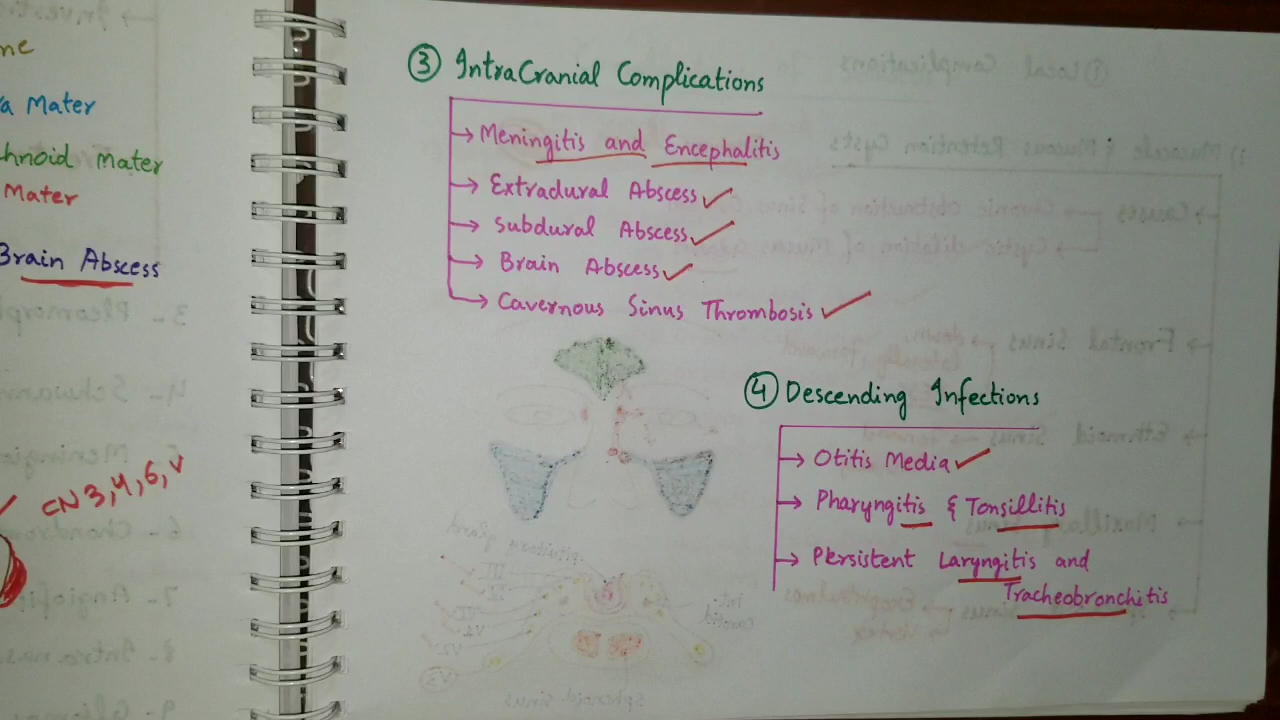 ne
a Mater
hnoid Mater
Mater
Brain Abscess
CN 3,4,6,V
③ IntraCranial Complications
→ Meningitis and Encephalitis
→ Extradural Abscess ✓
→ Subdural Abscess ✓
→ Brain Abscess ✓
→ Cavernous Sinus Thrombosis ✓
④ Descending Infections
→ Otitis Media ✓
→ Pharyngitis & Tonsillitis
→ Persistent Laryngitis and
Tracheobronchitis